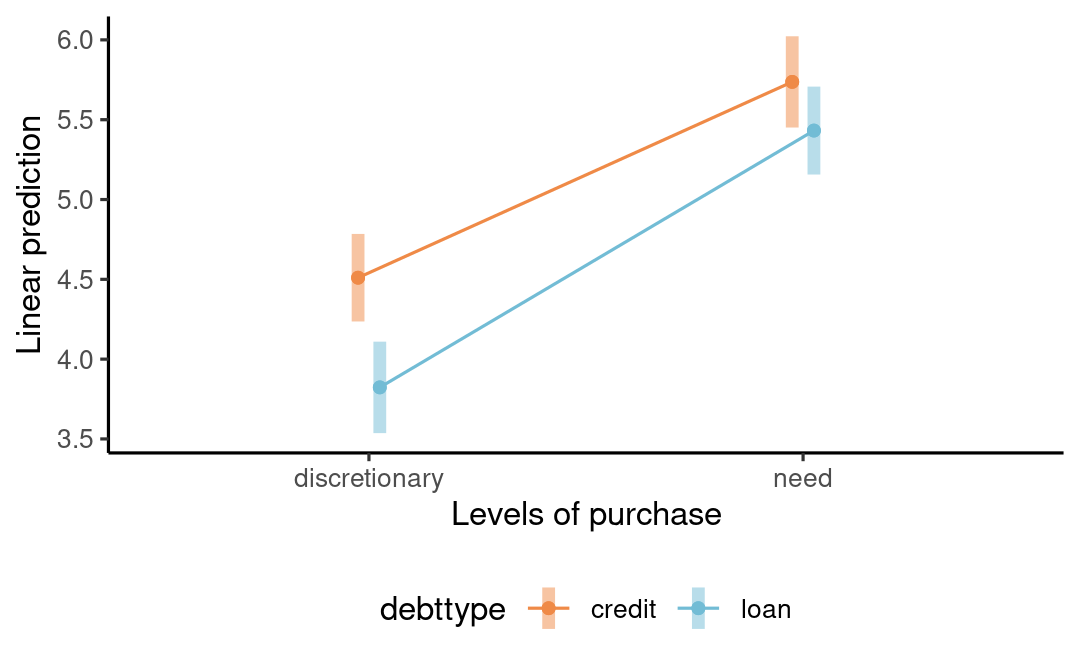 6.0
5.5
5.0
4.5
4.0
3.5
Linear prediction
discretionary need
Levels of purchase
debttype credit loan